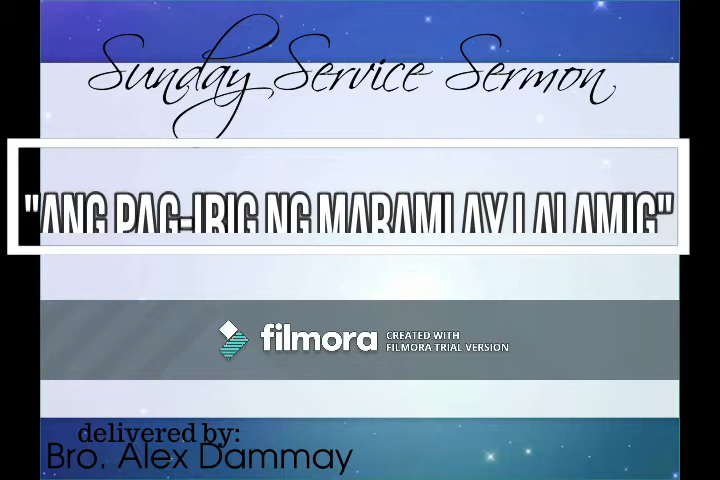 Sunday Service Sermon
"ANG PAG-IBIG NG MARAMI AY LALAMIG"
filmora CREATED WITH
FILMORA TRIAL VERSION
delivered by:
Bro. Alex Dammay